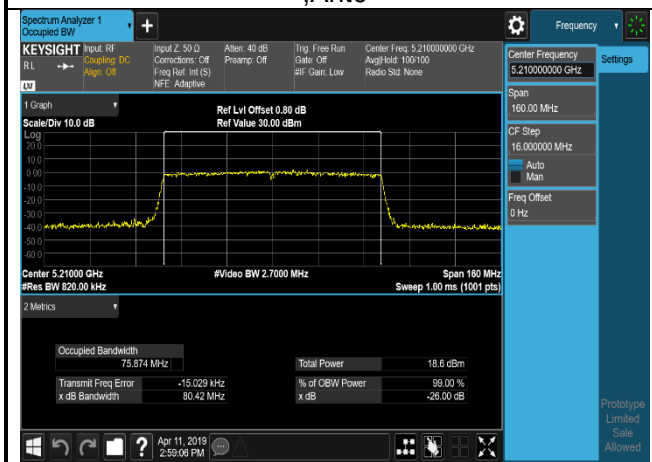 ,Ant0
Spectrum Analyzer 1
Occupied BW
Frequency
KEYSIGHT
RL
LXI
Input: RF
Coupling: DC
Align: Off
Input Z: 50 Ω
Corrections: Off
Freq Ref: Int (S)
NFE: Adaptive
Atten: 40 dB
Preamp: Off
Trig: Free Run
Gate: Off
#IF Gain: Low
Center Freq: 5.210000000 GHz
Avg|Hold: 100/100
Radio Std: None
Center Frequency
5.210000000 GHz
Settings
Span
160.00 MHz
CF Step
16.000000 MHz
Auto
Man
Freq Offset
0 Hz
1 Graph
Scale/Div 10.0 dB
Ref Lvl Offset 0.80 dB
Ref Value 30.00 dBm
Log
20.0
10.0
0.00
-10.0
-20.0
-30.0
-40.0
-50.0
-60.0
Center 5.21000 GHz
#Res BW 820.00 kHz
#Video BW 2.7000 MHz
Span 160 MHz
Sweep 1.00 ms (1001 pts)
2 Metrics
Occupied Bandwidth
75.874 MHz
Total Power 18.6 dBm
Transmit Freq Error -15.029 kHz
% of OBW Power 99.00 %
x dB Bandwidth 80.42 MHz
x dB -26.00 dB
Apr 11, 2019
2:59:06 PM
Prototype
Limited
Sale
Allowed